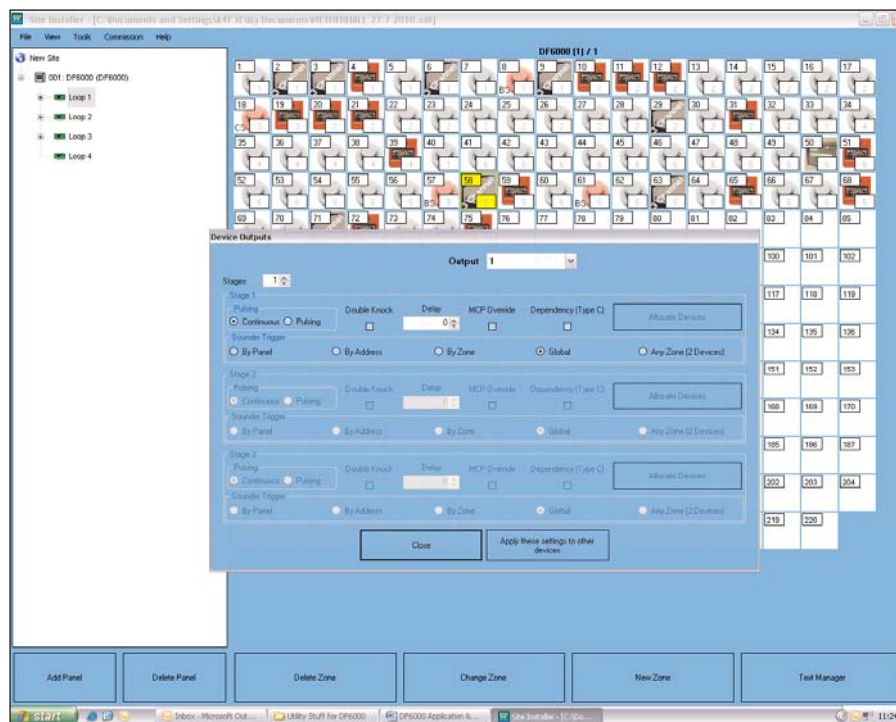 Site Installer - [C:\Documents and Settings\
File View Tools Commission Help
New Site
001: DF6000 (DF6000)
Loop 1
Loop 2
Loop 3
Loop 4
DF6000 [1] / 1
1 2 3 4 5 6 7 8 9 10 11 12 13 14 15 16 17
18 19 20 21 22 23 24 25 26 27 28 29 30 31 32 33 34
35 36 37 38 39 40 41 42 43 44 45 46 47 48 49 50 51
52 53 54 55 56 57 58 59 60 61 62 63 64 65 66 67 68
69 70 71 72 73 74 75 76 77 78 79 80 81 82 83 84 85
100 101 102
117 118 119
134 135 136
151 152 153
168 169 170
185 186 187
202 203 204
219 220
Device Outputs
Output 1
Stages 1
Stage 1
Pulsing Double Knock Delay MCP Override Dependency (Type C)
Continuous Pulsing 0 Allocate Devices
Sounder Trigger
By Panel By Address By Zone Global Any Zone (2 Devices)
Stage 2
Pulsing Double Knock Delay MCP Override Dependency (Type C)
Continuous Pulsing 0 Allocate Devices
Sounder Trigger
By Panel By Address By Zone Global Any Zone (2 Devices)
Stage 3
Pulsing Double Knock Delay MCP Override Dependency (Type C)
Continuous Pulsing 0 Allocate Devices
Sounder Trigger
By Panel By Address By Zone Global Any Zone (2 Devices)
Close Apply these settings to other devices
Add Panel Delete Panel Delete Zone Change Zone New Zone Text Manager
start Inbox - Microsoft Out... Utility Stuff for DF6000 DF6000 Application &... Site Installer - [C:\Do...